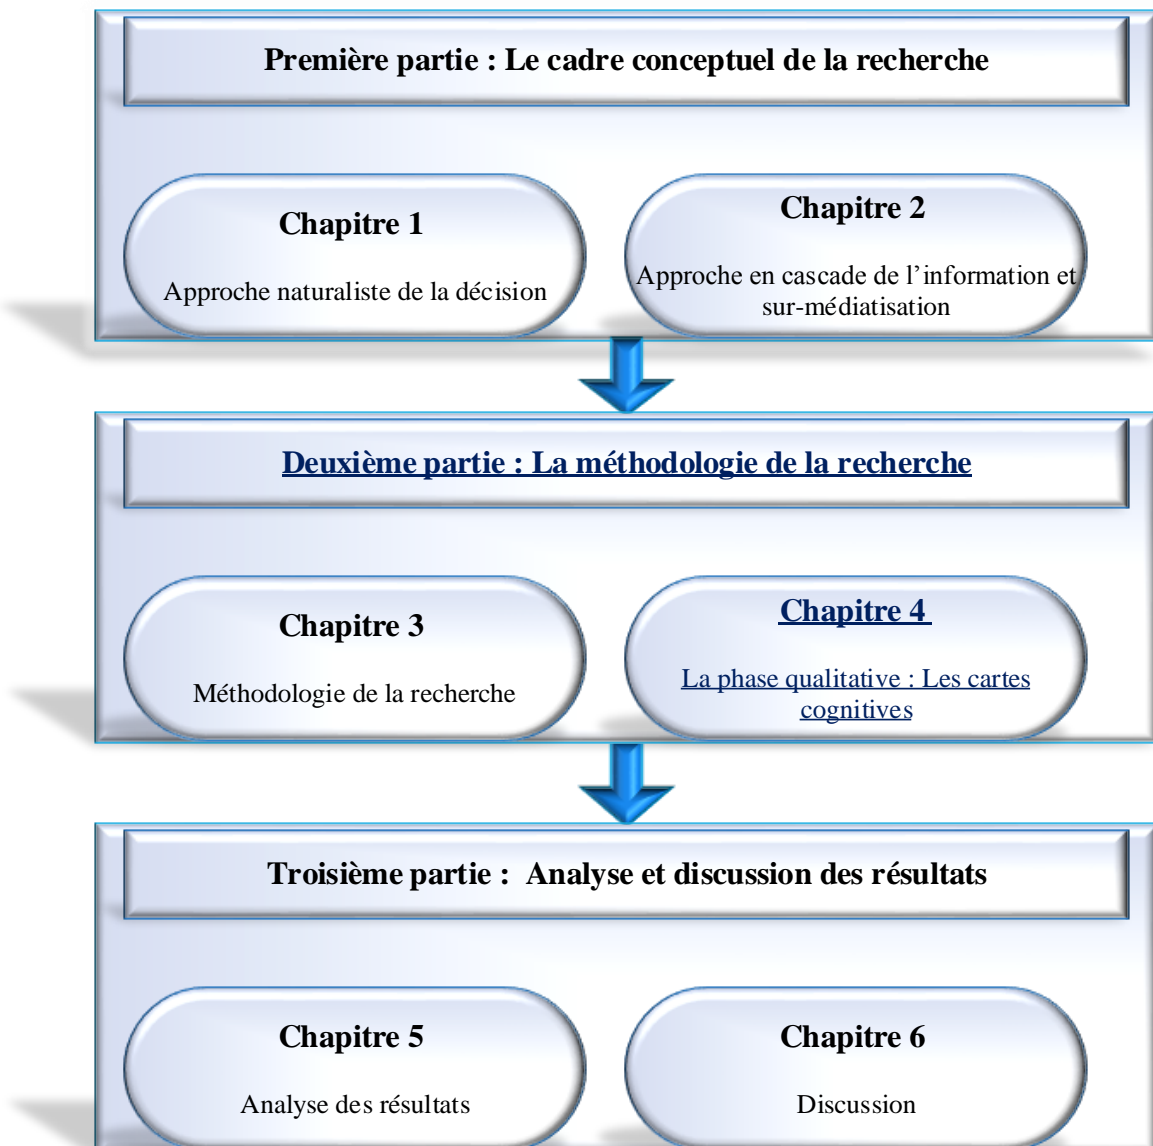 Première partie : Le cadre conceptuel de la recherche
Chapitre 1
Approche naturaliste de la décision
Chapitre 2
Approche en cascade de l’information et
sur-médiatisation
Deuxième partie : La méthodologie de la recherche
Chapitre 3
Méthodologie de la recherche
Chapitre 4
La phase qualitative : Les cartes
cognitives
Troisième partie :  Analyse et discussion des résultats
Chapitre 5
Analyse des résultats
Chapitre 6
Discussion